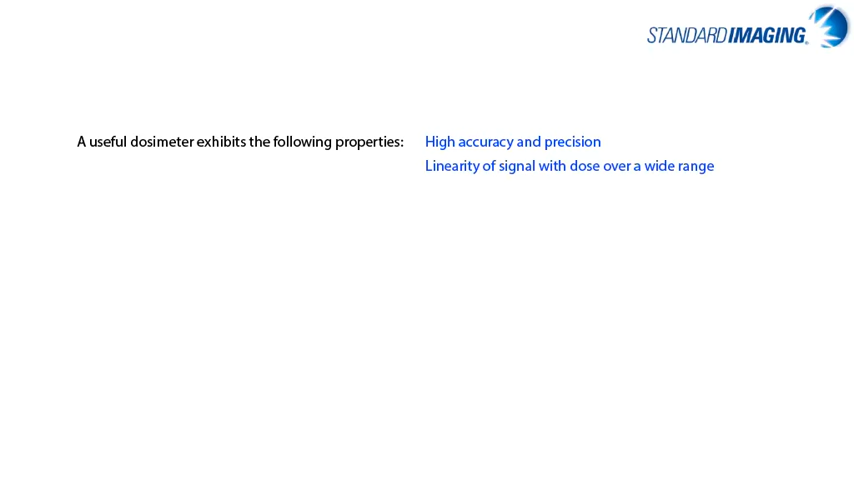 STANDARD IMAGING
A useful dosimeter exhibits the following properties: High accuracy and precision
Linearity of signal with dose over a wide range